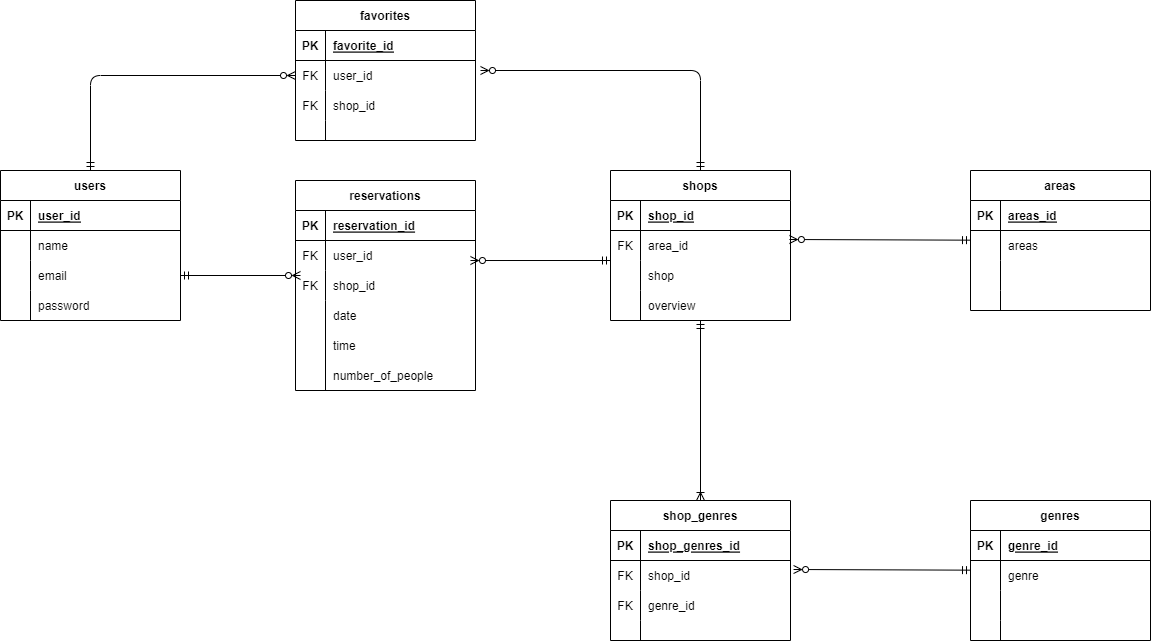 favorites
PK favorite_id
FK user_id
FK shop_id
users
PK user_id
name
email
password
reservations
PK reservation_id
FK user_id
FK shop_id
date
time
number_of_people
shops
PK shop_id
FK area_id
shop
overview
areas
PK areas_id
areas
shop_genres
PK shop_genres_id
FK shop_id
FK genre_id
genres
PK genre_id
genre